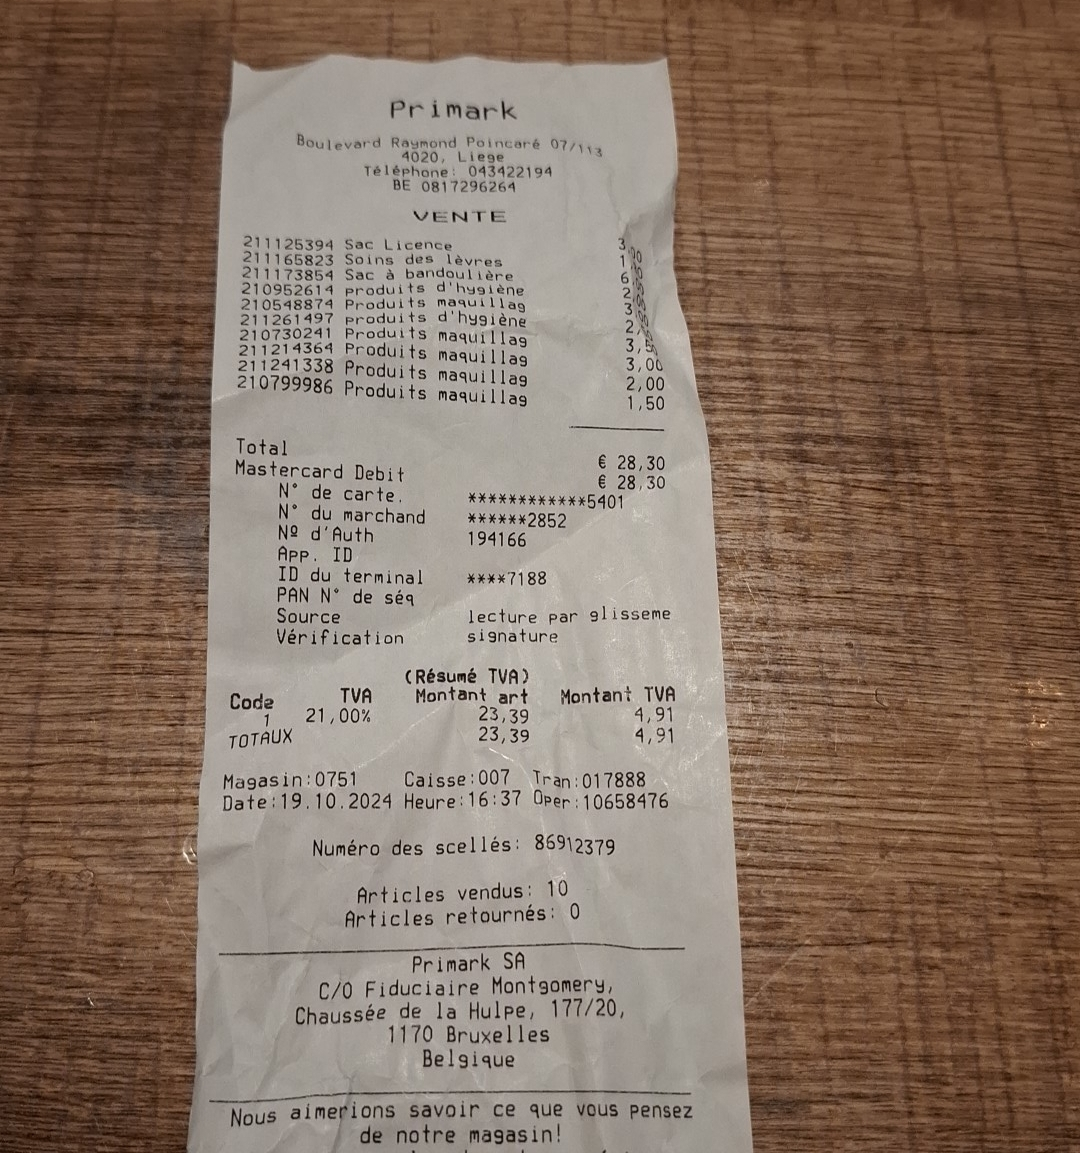 Primark
Boulevard Raymond Poincaré 07/113
4020, Liege
Téléphone: 043422194
BE 0817296264
VENTE
211125394 Sac Licence 3
211165823 Soins des lèvres 1
211173854 Sac à bandoulière 6
210952614 produits d'hygiène 2
210548874 Produits maquillag 3
211261497 produits d'hygiène 2,
210730241 Produits maquillag
211214364 Produits maquillag 3,00
211241338 Produits maquillag 2,00
210799986 Produits maquillag 1,50
Total € 28,30
Mastercard Debit € 28,30
N° de carte. ************5401
N° du marchand ******2852
Nº d'Auth 194166
App. ID
ID du terminal ****7188
PAN N° de séq
Source lecture par glisseme
Vérification signature
(Résumé TVA)
Code TVA Montant art Montant TVA
1 21,00% 23,39 4,91
TOTAUX 23,39 4,91
Magasin:0751 Caisse:007 Tran:017888
Date:19.10.2024 Heure:16:37 Oper:10658476
Numéro des scellés: 86912379
Articles vendus: 10
Articles retournés: 0
Primark SA
C/O Fiduciaire Montgomery,
Chaussée de la Hulpe, 177/20,
1170 Bruxelles
Belgique
Nous aimerions savoir ce que vous pensez
de notre magasin!